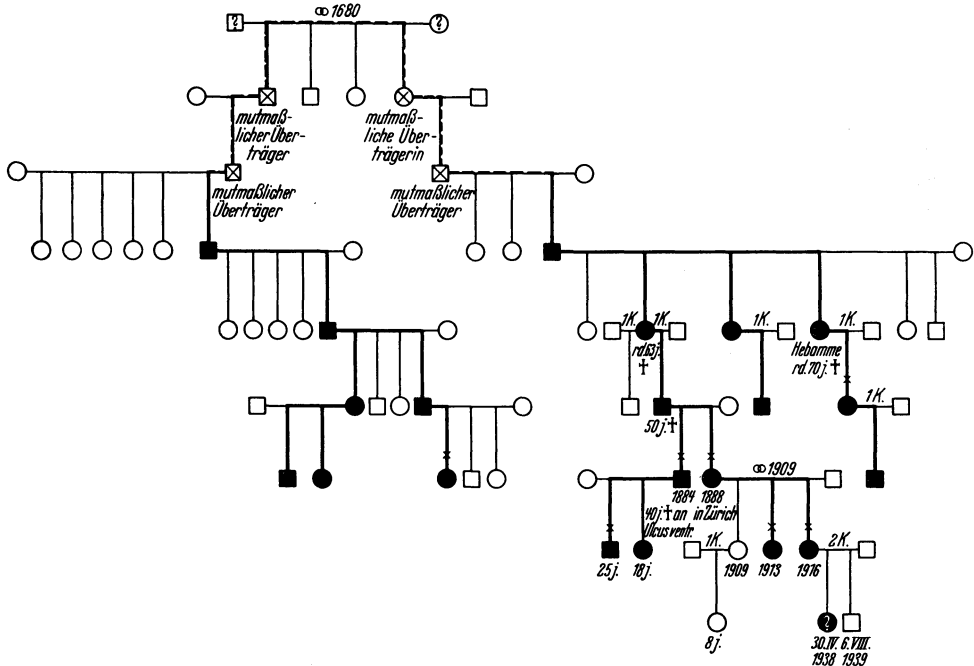 ⚭ 1680
? ?
mutmaß-
licher Über-
träger
mutmaß-
liche Über-
trägerin
mutmaßlicher
Überträger
mutmaßlicher
Überträger
1K. 1K. 1K. 1K.
rd.63j.
†
Hebamme
rd.70j.†
1K.
50j.†
⚭ 1909
1884
40j.† an
Ulcus ventr.
1888
in Zürich
1K. 2K.
25j. 18j. 1909 1913 1916
?
8j. 30.IV. 6.VIII.
1938 1939